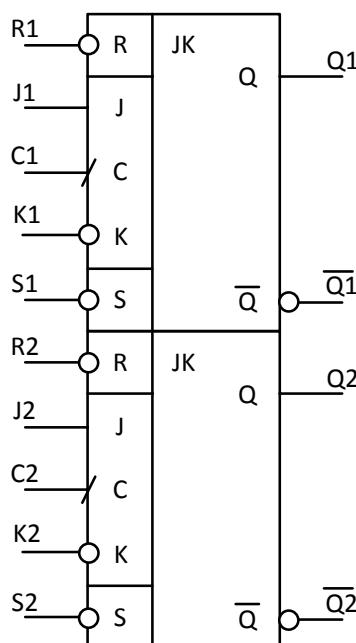 R1 R JK Q1
Q
J1 J
C1 C
K1 K
S1 S Q̅ Q̅1̅
R2 R JK Q2
Q
J2 J
C2 C
K2 K
S2 S Q̅ Q̅2̅